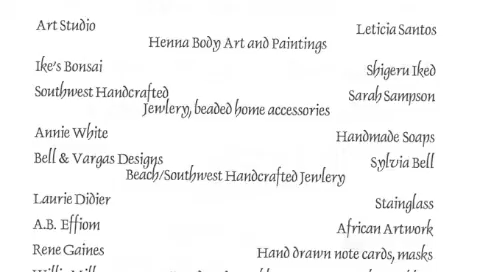 Art Studio Leticia Santos
Henna Body Art and Paintings
Ike's Bonsai Shigeru Iked
Southwest Handcrafted Sarah Sampson
Jewlery, beaded home accessories
Annie White Handmade Soaps
Bell & Vargas Designs Sylvia Bell
Beach/Southwest Handcrafted Jewlery
Laurie Didier Stainglass
A.B. Effiom African Artwork
Rene Gaines Hand drawn note cards, masks